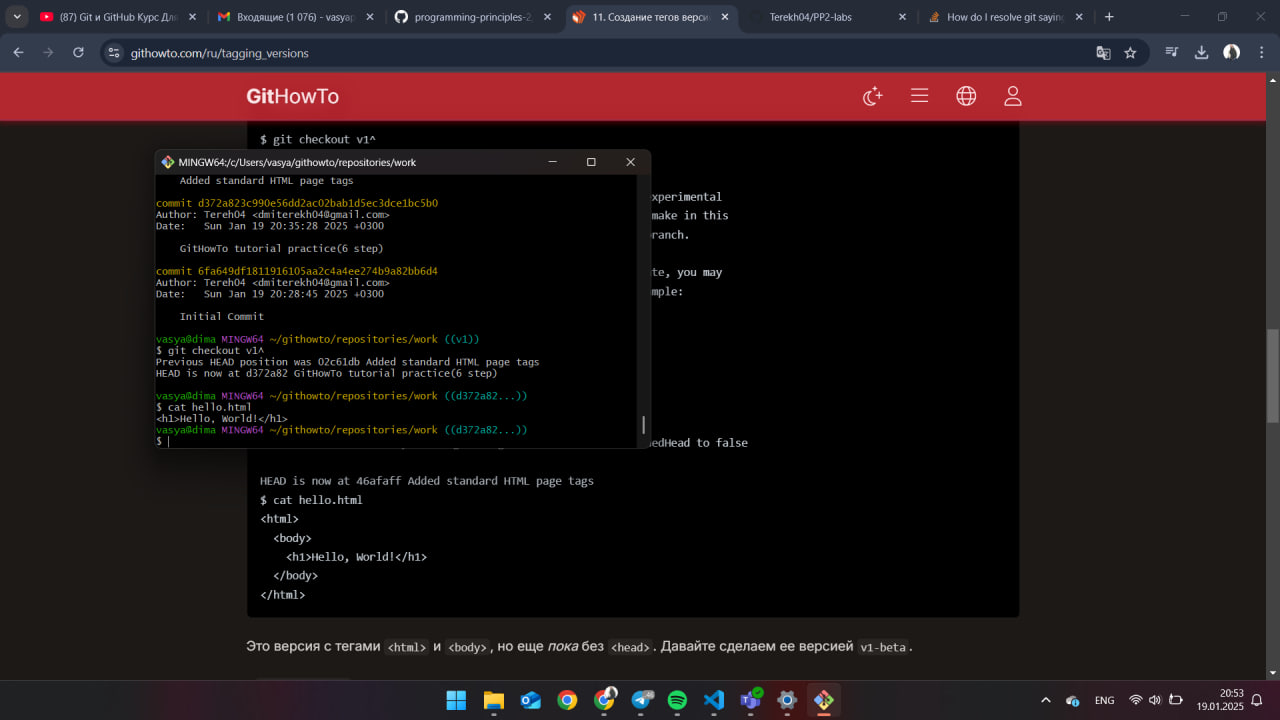 (87) Git и GitHub Курс Для
Входящие (1 076) - vasyap
programming-principles-2
11. Создание тегов верси
Terekh04/PP2-labs
How do I resolve git saying
githowto.com/ru/tagging_versions
GitHowTo
$ git checkout v1^
MINGW64:/c/Users/vasya/githowto/repositories/work
Added standard HTML page tags
commit d372a823c990e56dd2ac02bab1d5ec3dce1bc5b0
Author: Tereh04 <dmiterekh04@gmail.com>
Date: Sun Jan 19 20:35:28 2025 +0300
GitHowTo tutorial practice(6 step)
commit 6fa649df1811916105aa2c4a4ee274b9a82bb6d4
Author: Tereh04 <dmiterekh04@gmail.com>
Date: Sun Jan 19 20:28:45 2025 +0300
Initial Commit
vasya@dima MINGW64 ~/githowto/repositories/work ((v1))
$ git checkout v1^
Previous HEAD position was 02c61db Added standard HTML page tags
HEAD is now at d372a82 GitHowTo tutorial practice(6 step)
vasya@dima MINGW64 ~/githowto/repositories/work ((d372a82...))
$ cat hello.html
<h1>Hello, World!</h1>
vasya@dima MINGW64 ~/githowto/repositories/work ((d372a82...))
$
xperimental
make in this
ranch.
te, you may
mple:
edHead to false
HEAD is now at 46afaff Added standard HTML page tags
$ cat hello.html
<html>
<body>
<h1>Hello, World!</h1>
</body>
</html>
Это версия с тегами <html> и <body>, но еще пока без <head>. Давайте сделаем ее версией v1-beta.
ENG
20:53
19.01.2025